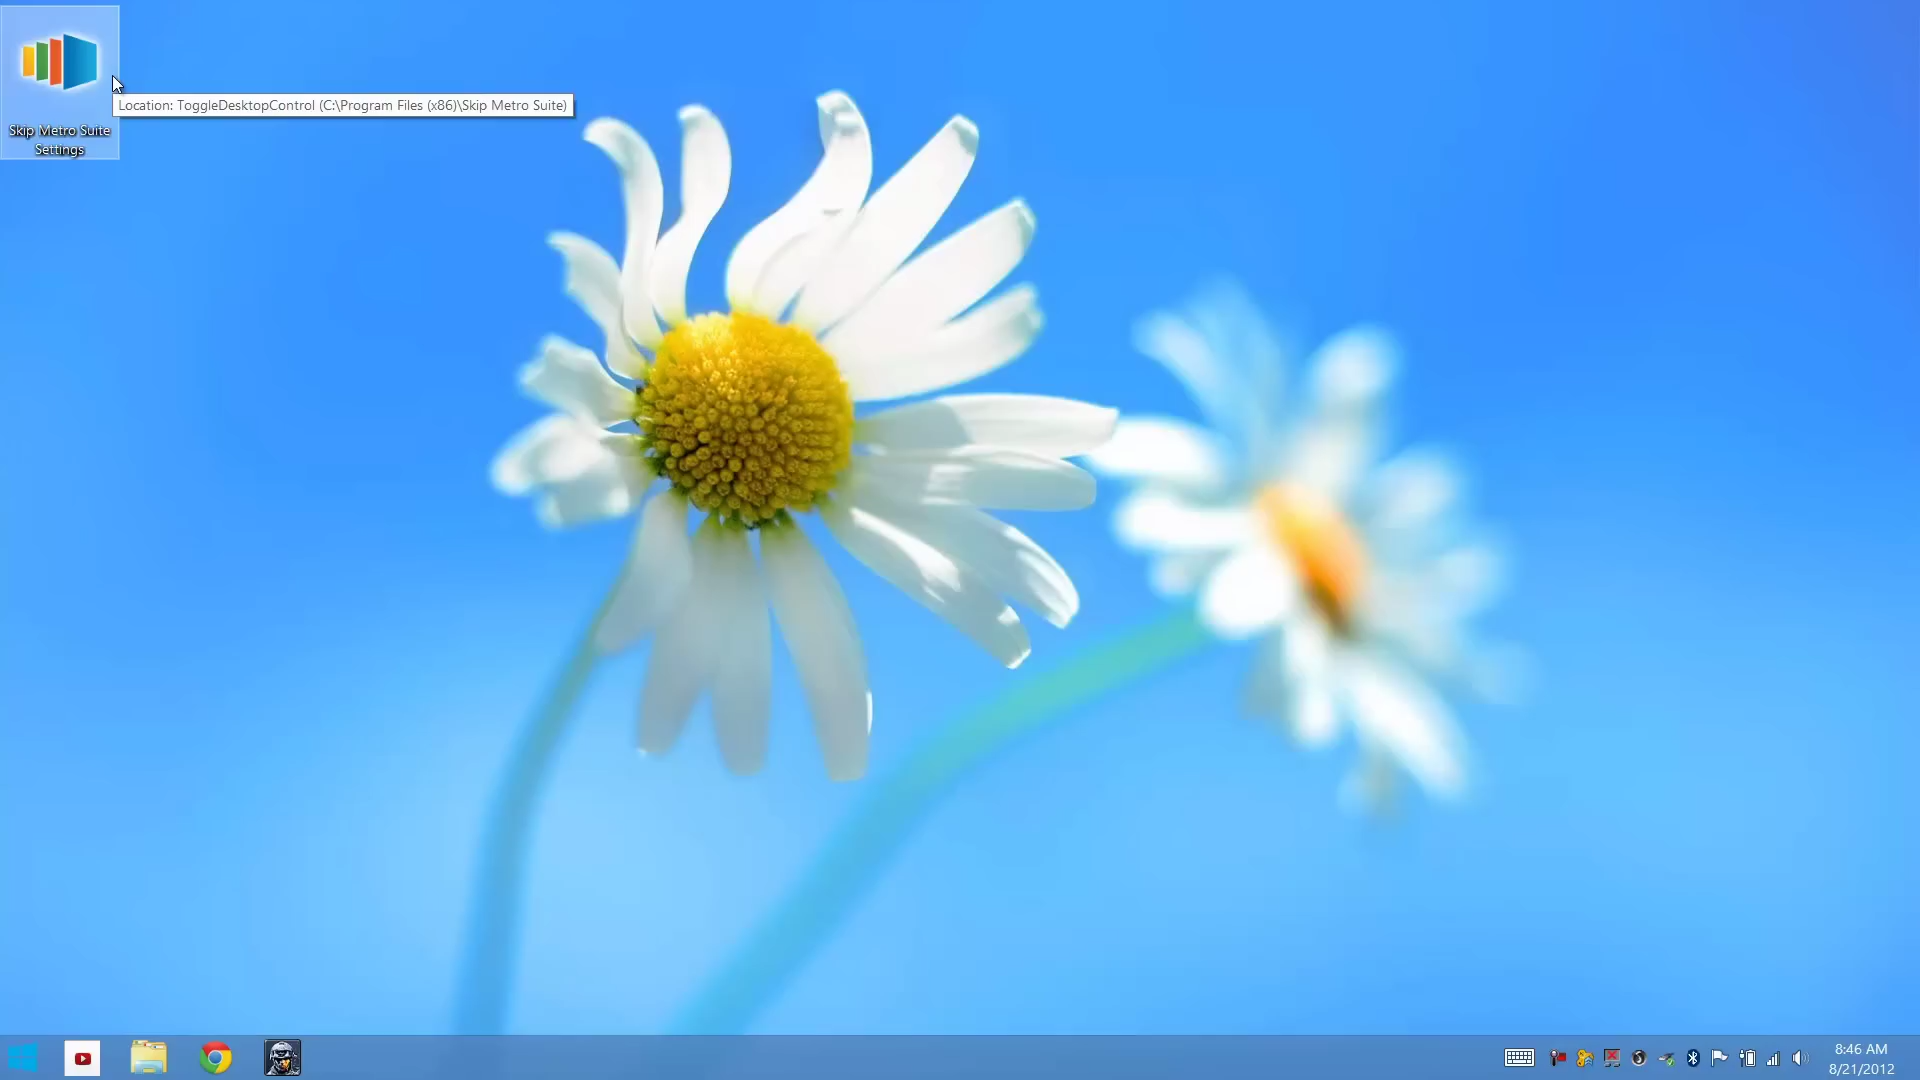 Location: ToggleDesktopControl (C:\Program Files (x86)\Skip Metro Suite)
Skip Metro Suite
Settings
8:46 AM
8/21/2012